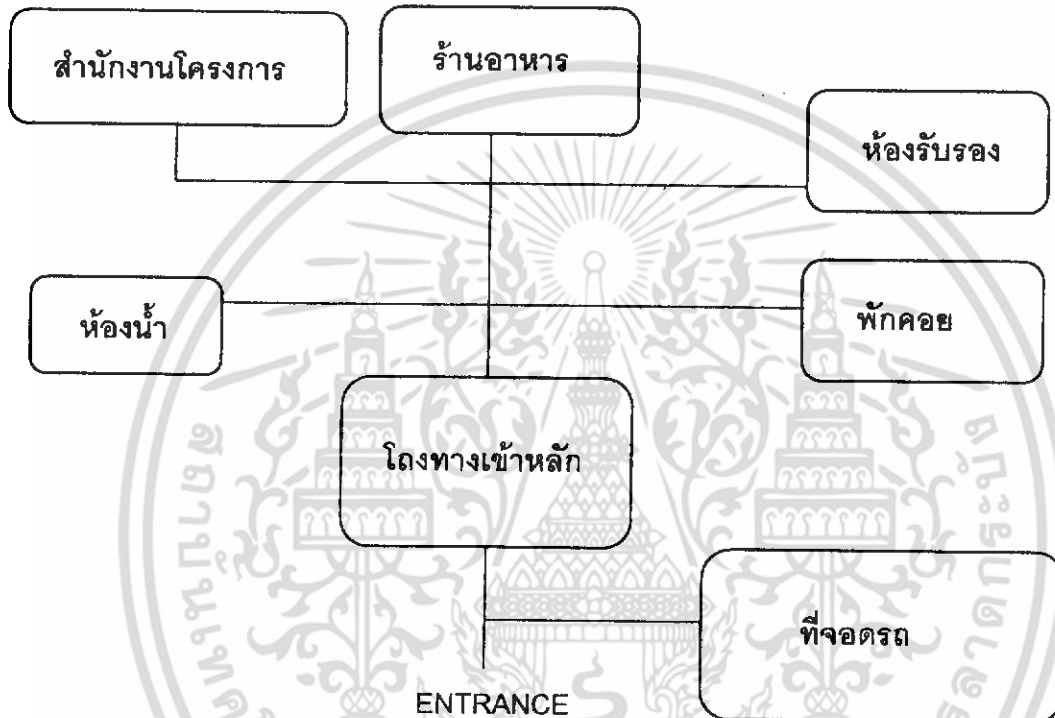 สำนักงานโครงการ
ร้านอาหาร
ห้องรับรอง
ห้องน้ำ
พักคอย
โถงทางเข้าหลัก
ที่จอดรถ
ENTRANCE